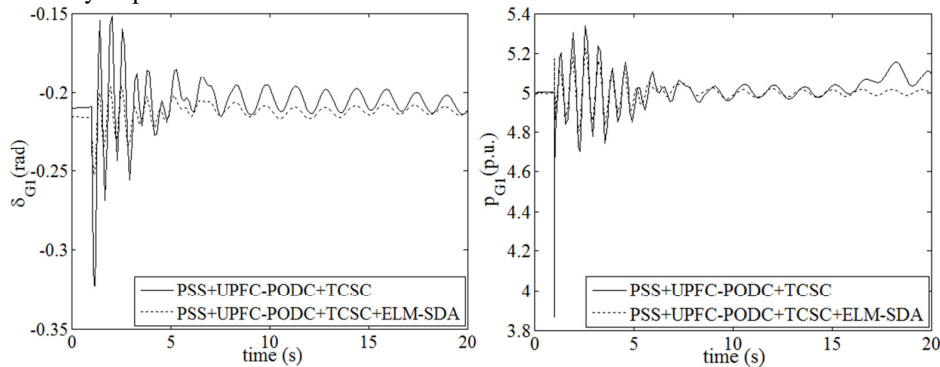 -0.15
-0.2
-0.25
-0.3
-0.35
δG1(rad)
0 5 10 15 20
time (s)
PSS+UPFC-PODC+TCSC
PSS+UPFC-PODC+TCSC+ELM-SDA
5.4
5.2
5
4.8
4.6
4.4
4.2
4
3.8
pG1(p.u.)
0 5 10 15 20
time (s)
PSS+UPFC-PODC+TCSC
PSS+UPFC-PODC+TCSC+ELM-SDA